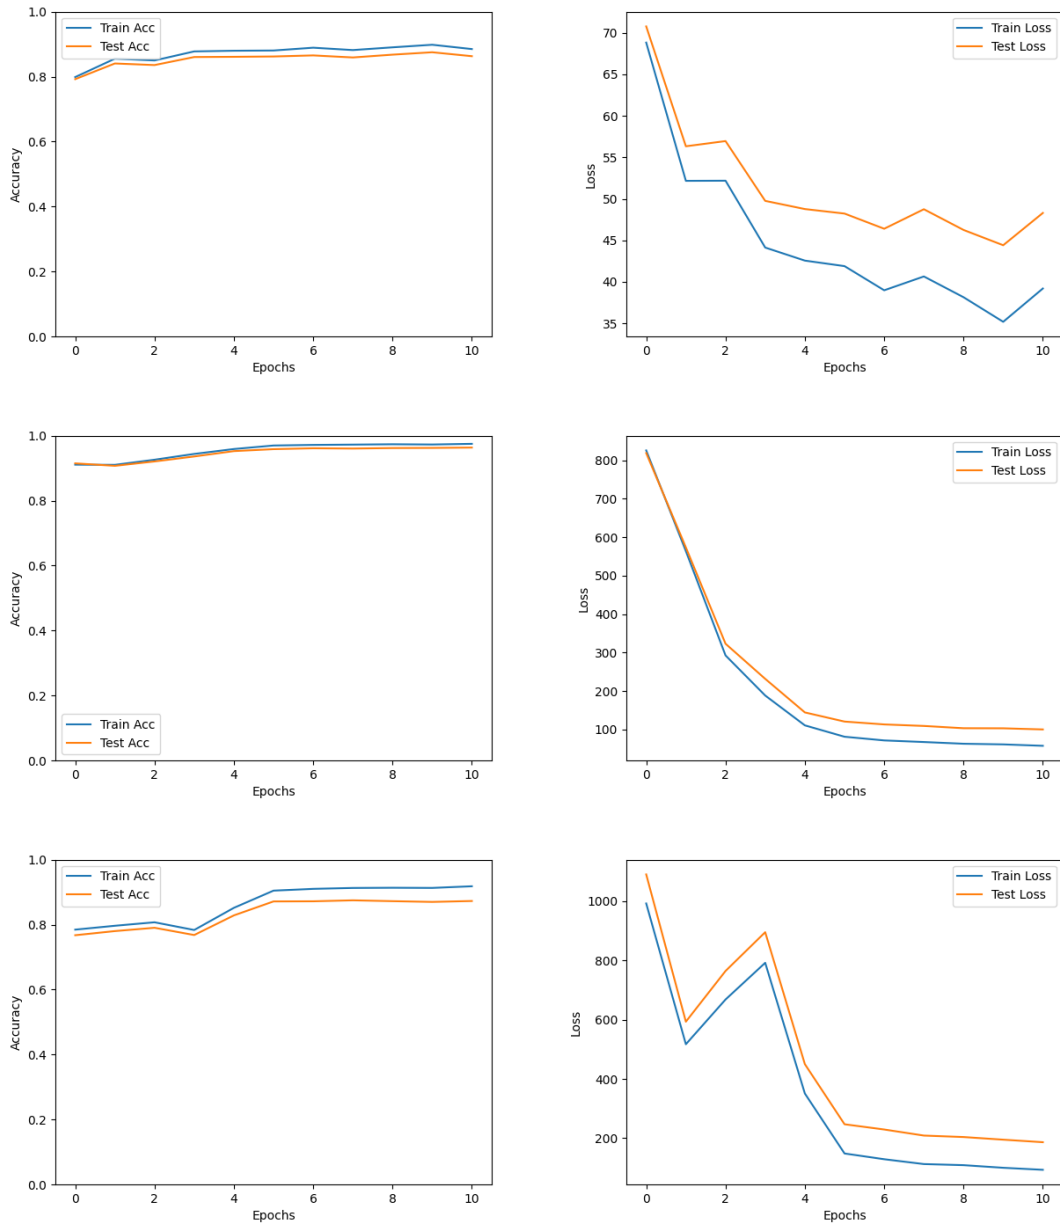 1.0
0.8
0.6
0.4
0.2
0.0
Accuracy
Train Acc
Test Acc
0 2 4 6 8 10
Epochs
70
65
60
55
50
45
40
35
Loss
Train Loss
Test Loss
0 2 4 6 8 10
Epochs
1.0
0.8
0.6
0.4
0.2
0.0
Accuracy
Train Acc
Test Acc
0 2 4 6 8 10
Epochs
800
700
600
500
400
300
200
100
Loss
Train Loss
Test Loss
0 2 4 6 8 10
Epochs
1.0
0.8
0.6
0.4
0.2
0.0
Accuracy
Train Acc
Test Acc
0 2 4 6 8 10
Epochs
1000
800
600
400
200
Loss
Train Loss
Test Loss
0 2 4 6 8 10
Epochs